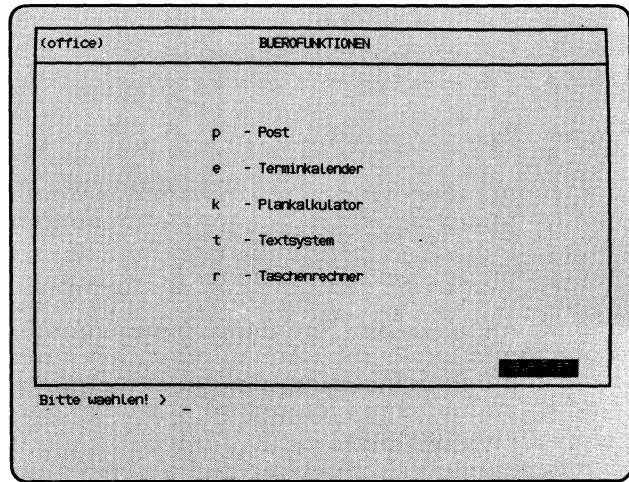 (office) BUEROFUNKTIONEN
p - Post
e - Terminkalender
k - Plankalkulator
t - Textsystem
r - Taschenrechner
Bitte waehlen! > _